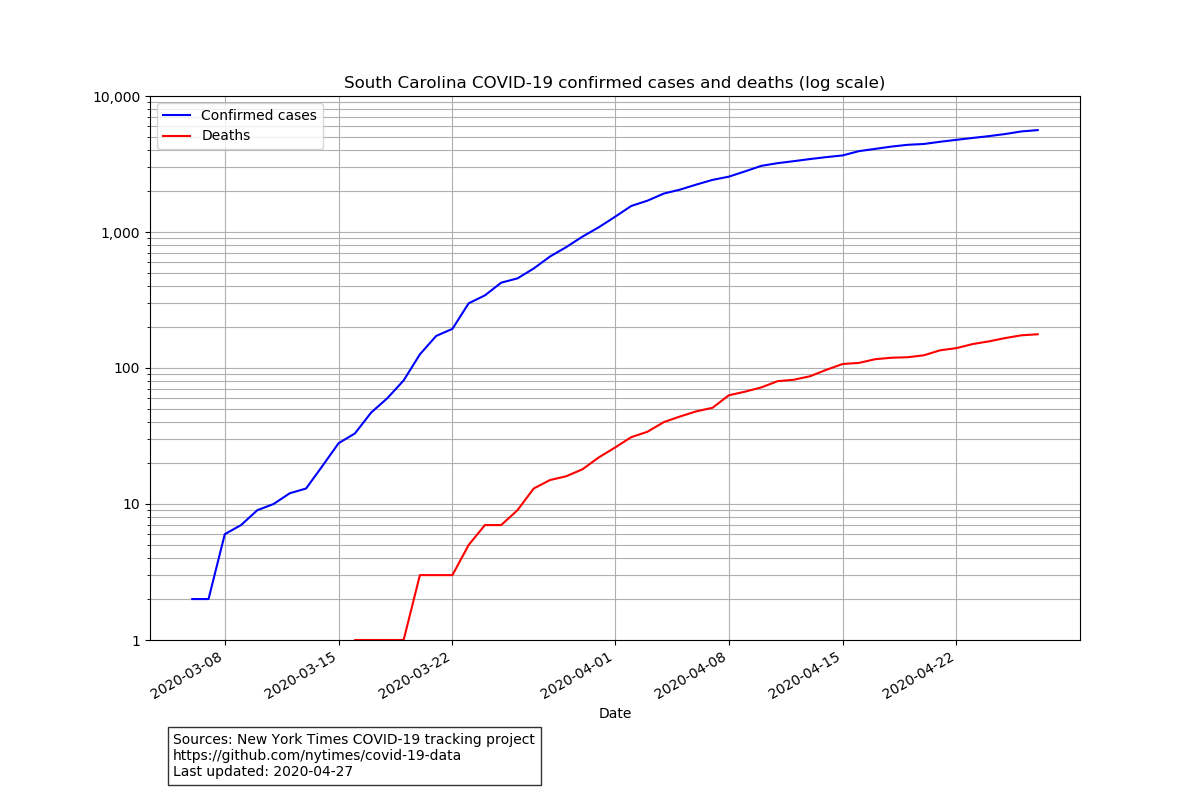 South Carolina COVID-19 confirmed cases and deaths (log scale)
10,000
1,000
100
10
1
Confirmed cases
Deaths
2020-03-08
2020-03-15
2020-03-22
2020-04-01
2020-04-08
2020-04-15
2020-04-22
Date
Sources: New York Times COVID-19 tracking project
https://github.com/nytimes/covid-19-data
Last updated: 2020-04-27